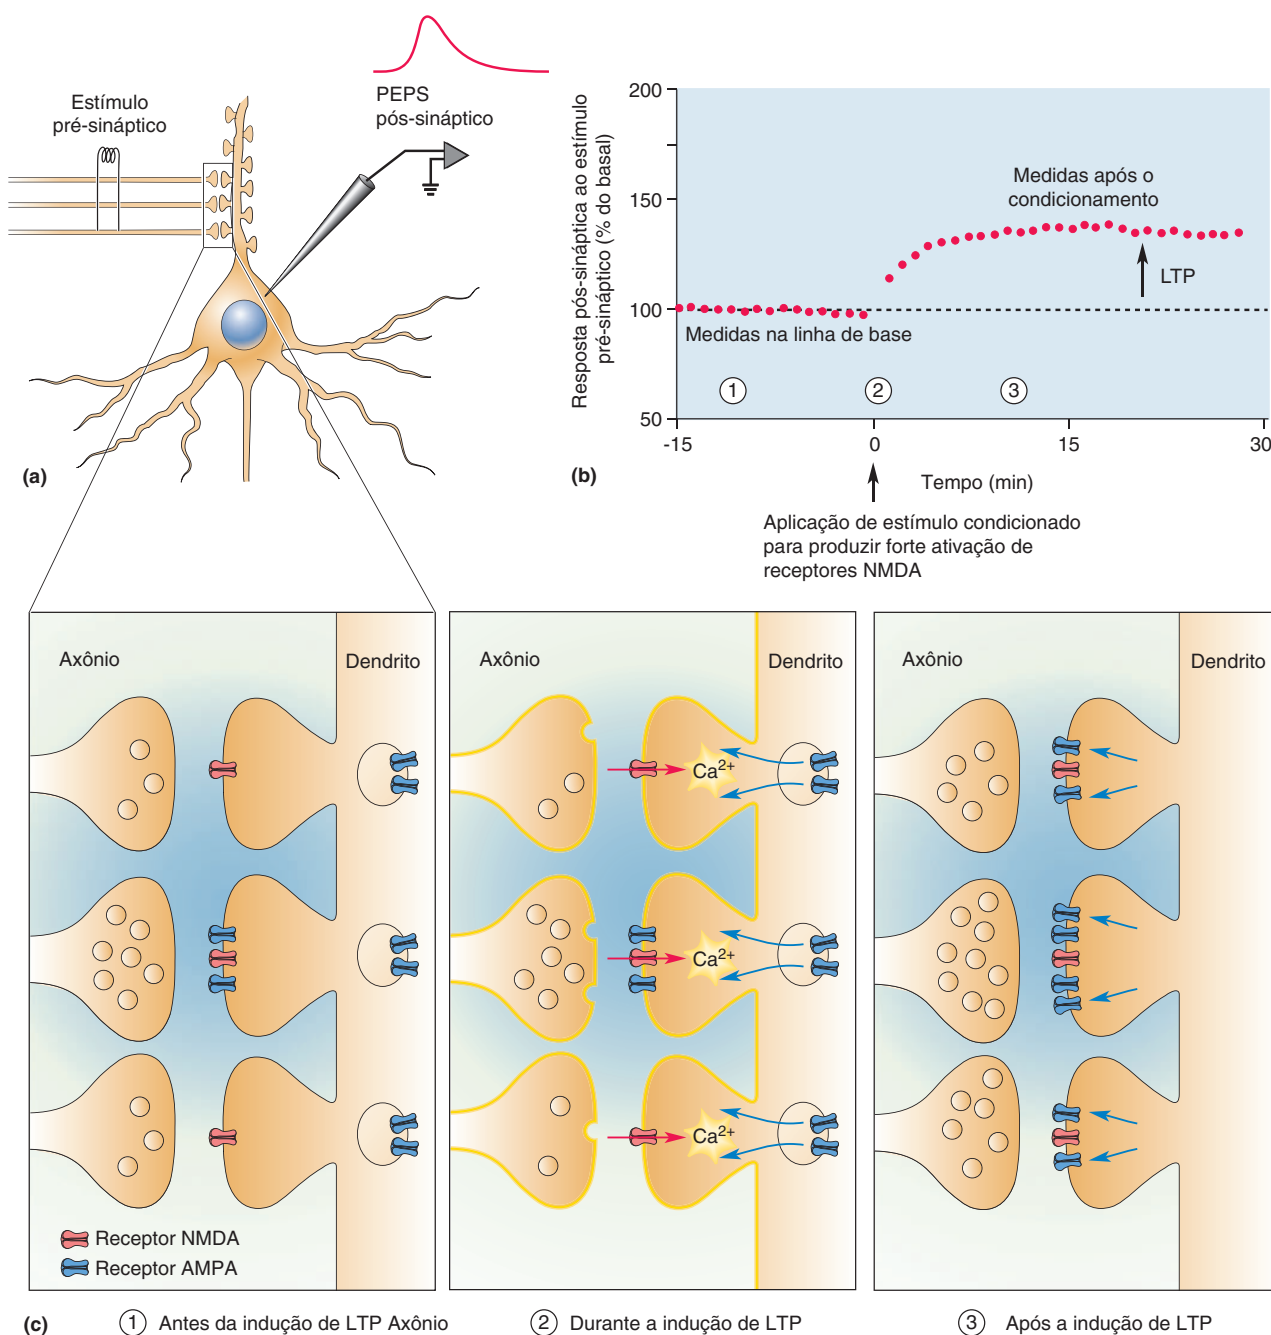 Estímulo
pré-sináptico
PEPS
pós-sináptico
(a)
Resposta pós-sináptica ao estímulo
pré-sináptico (% do basal)
200
150
100
50
Medidas após o
condicionamento
LTP
Medidas na linha de base
1
2
3
-15
0
15
30
(b)
Tempo (min)
Aplicação de estímulo condicionado
para produzir forte ativação de
receptores NMDA
Axônio
Dendrito
Receptor NMDA
Receptor AMPA
Axônio
Dendrito
Ca2+
Ca2+
Ca2+
Axônio
Dendrito
(c)
1 Antes da indução de LTP Axônio
2 Durante a indução de LTP
3 Após a indução de LTP